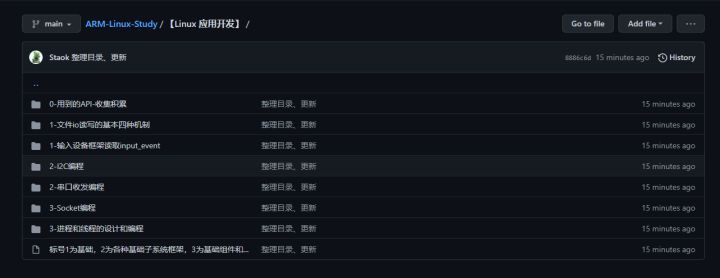 main ARM-Linux-Study / 【Linux 应用开发】 / Go to file Add file ...
Staok 整理目录、更新 8886c6d 15 minutes ago History
..
0-用到的API-收集积累 整理目录、更新 15 minutes ago
1-文件io读写的基本四种机制 整理目录、更新 15 minutes ago
1-输入设备框架读取input_event 整理目录、更新 15 minutes ago
2-I2C编程 整理目录、更新 15 minutes ago
2-串口收发编程 整理目录、更新 15 minutes ago
3-Socket编程 整理目录、更新 15 minutes ago
3-进程和线程的设计和编程 整理目录、更新 15 minutes ago
标号1为基础，2为各种基础子系统框架，3为基础组件和... 整理目录、更新 15 minutes ago